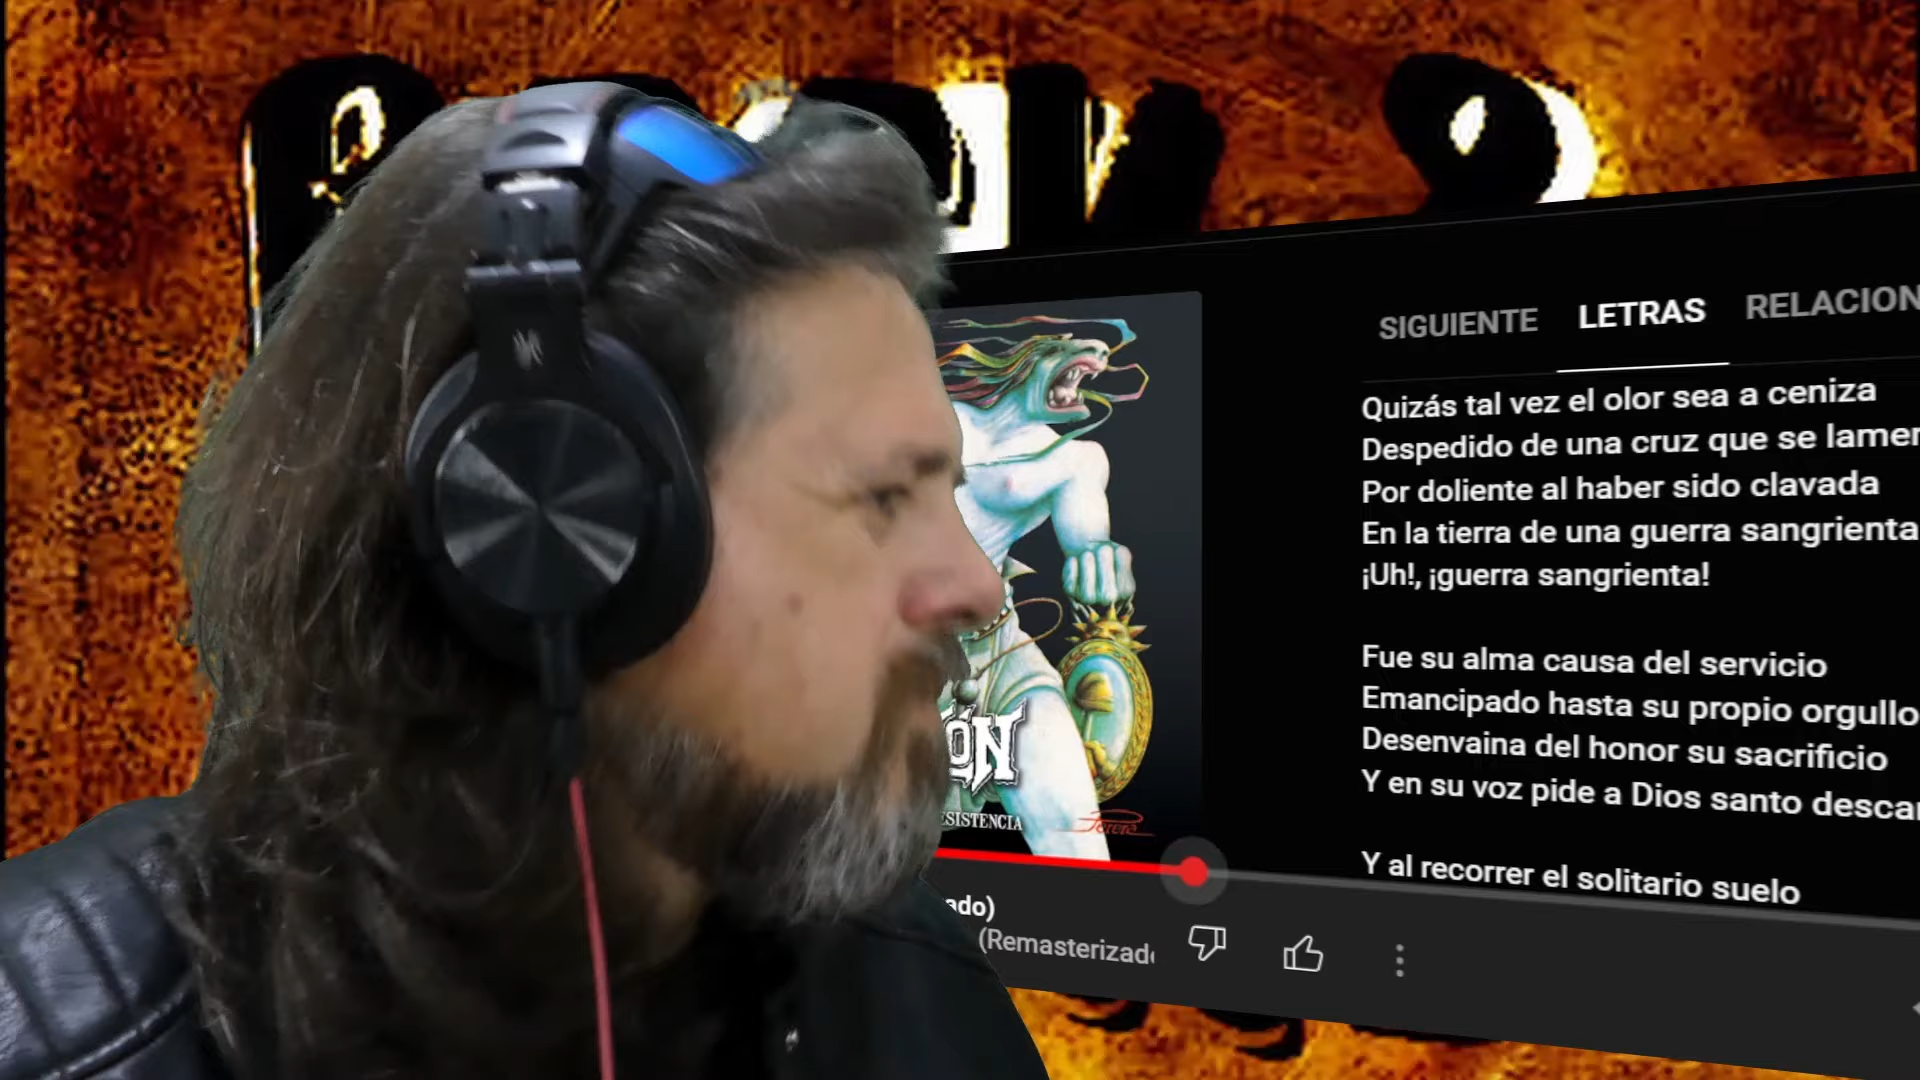 SIGUIENTE LETRAS RELACION
Quizás tal vez el olor sea a ceniza
Despedido de una cruz que se lamen
Por doliente al haber sido clavada
En la tierra de una guerra sangrienta
¡Uh!, ¡guerra sangrienta!
Fue su alma causa del servicio
Emancipado hasta su propio orgullo
Desenvaina del honor su sacrificio
Y en su voz pide a Dios santo descan
Y al recorrer el solitario suelo
ÓN
ESISTENCIA
ado)
(Remasterizad